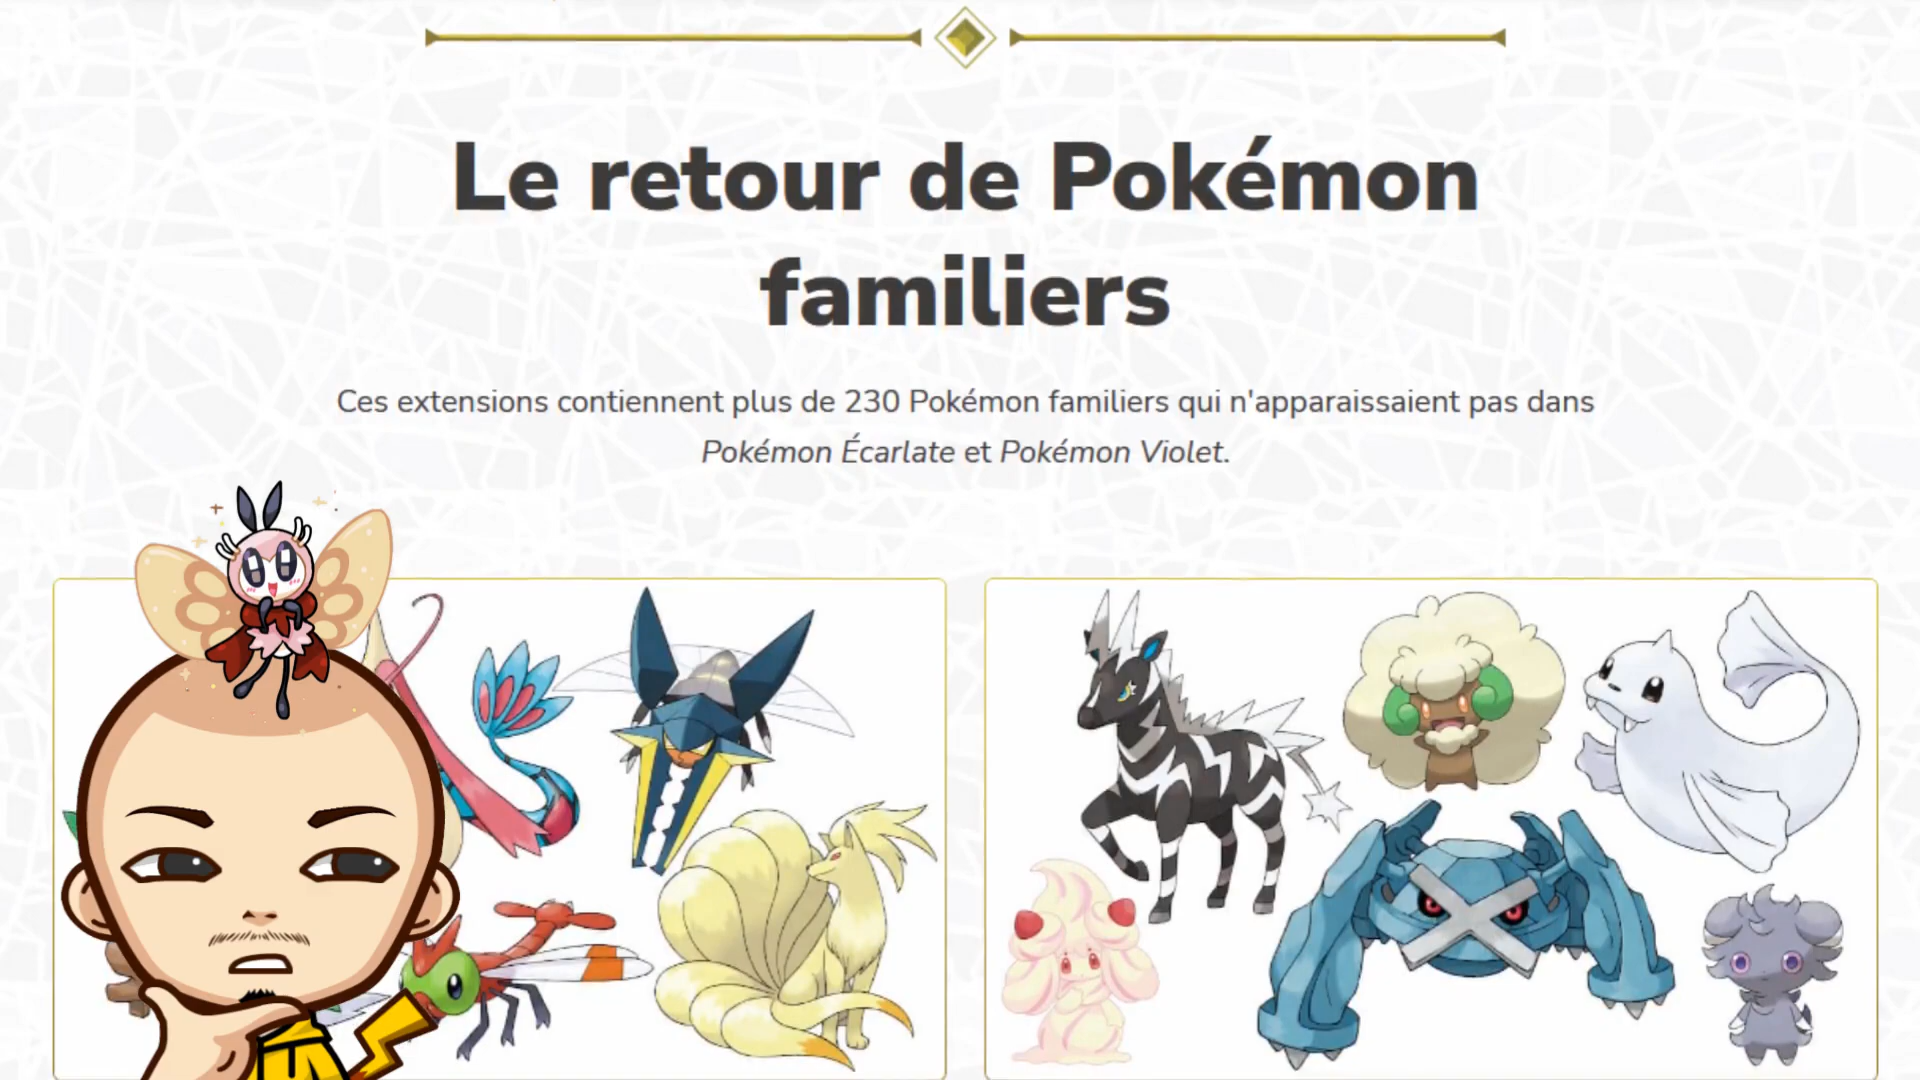 Le retour de Pokémon
familiers
Ces extensions contiennent plus de 230 Pokémon familiers qui n'apparaissaient pas dans
Pokémon Écarlate et Pokémon Violet.